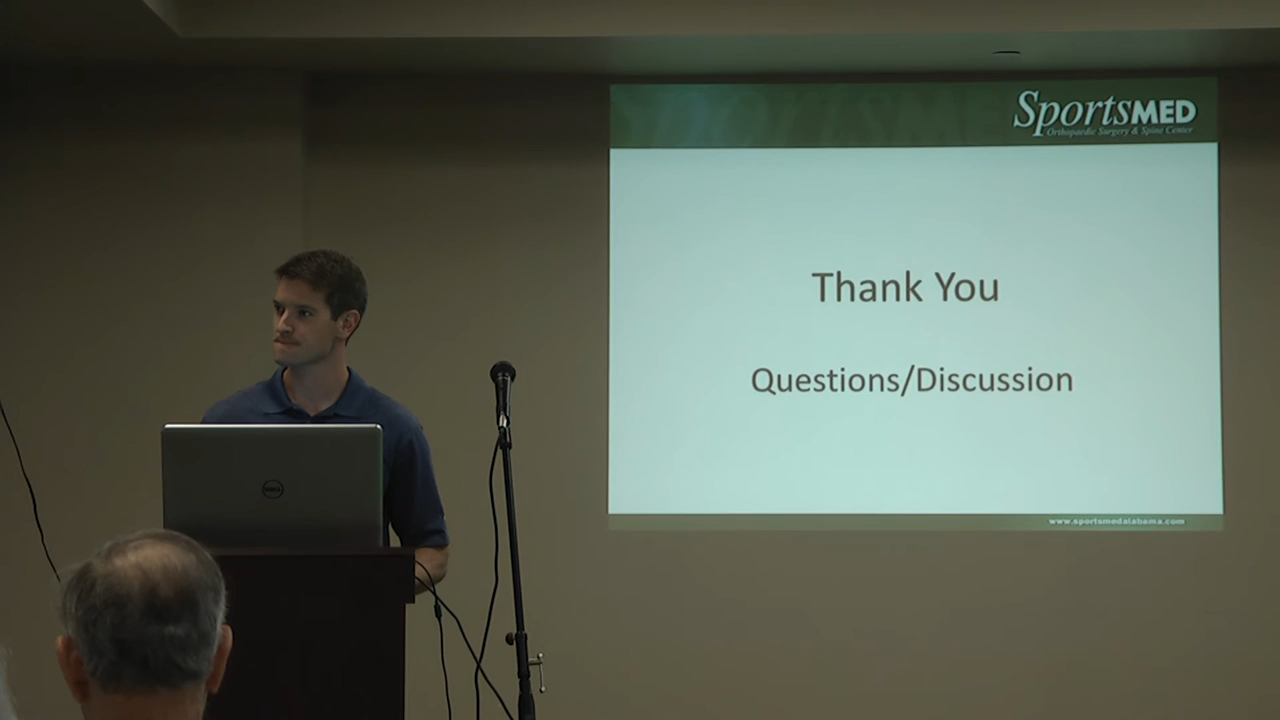 SportsMED
Orthopaedic Surgery & Spine Center
Thank You
Questions/Discussion
www.sportsmedalabama.com
DELL